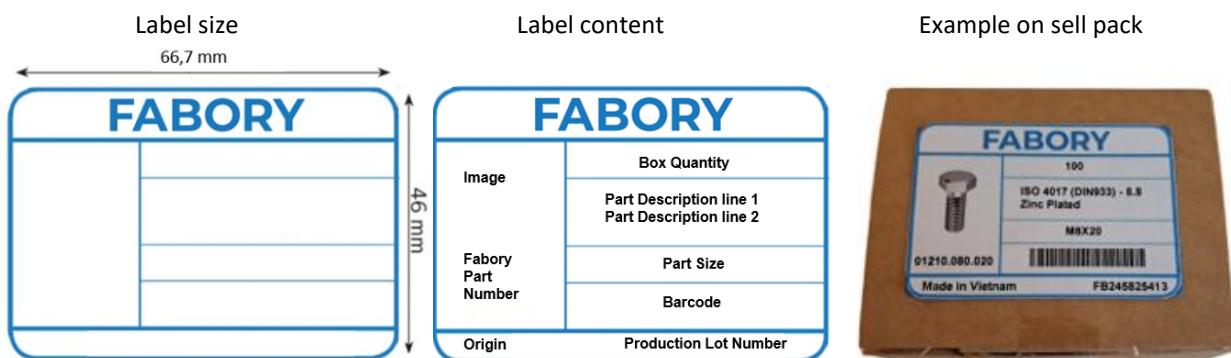 Label size
Label content
Example on sell pack
66,7 mm
46 mm
FABORY
FABORY
Image
Fabory
Part
Number
Box Quantity
Part Description line 1
Part Description line 2
Part Size
Barcode
Origin
Production Lot Number
FABORY
100
ISO 4017 (DIN933) - 8.8
Zinc Plated
M8X20
01210.080.020
Made in Vietnam
FB245825413